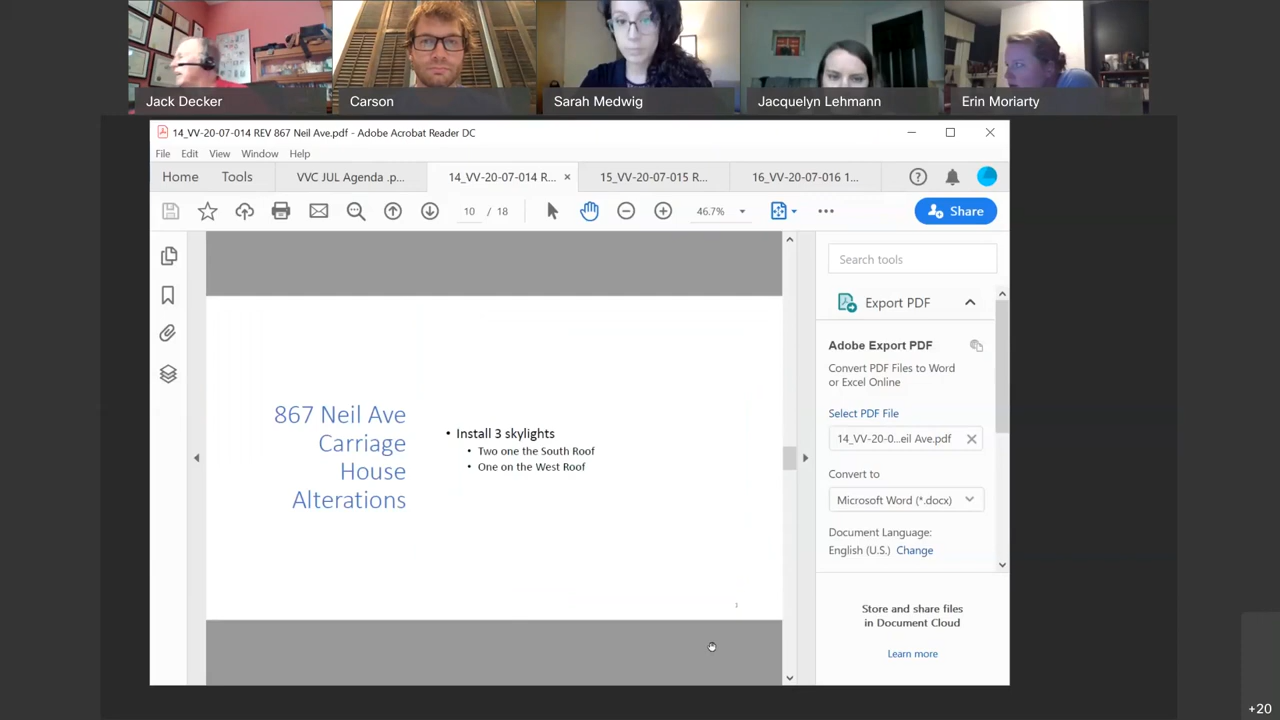 Jack Decker
Carson
Sarah Medwig
Jacquelyn Lehmann
Erin Moriarty
14_VV-20-07-014 REV 867 Neil Ave.pdf - Adobe Acrobat Reader DC
File Edit View Window Help
Home Tools VVC JUL Agenda .p... 14_VV-20-07-014 R... × 15_VV-20-07-015 R... 16_VV-20-07-016 1...
10 / 18 46.7% Share
Search tools
Export PDF
Adobe Export PDF
Convert PDF Files to Word
or Excel Online
Select PDF File
14_VV-20-0...eil Ave.pdf
Convert to
Microsoft Word (*.docx)
Document Language:
English (U.S.) Change
Store and share files
in Document Cloud
Learn more
867 Neil Ave
Carriage
House
Alterations
• Install 3 skylights
• Two one the South Roof
• One on the West Roof
+20